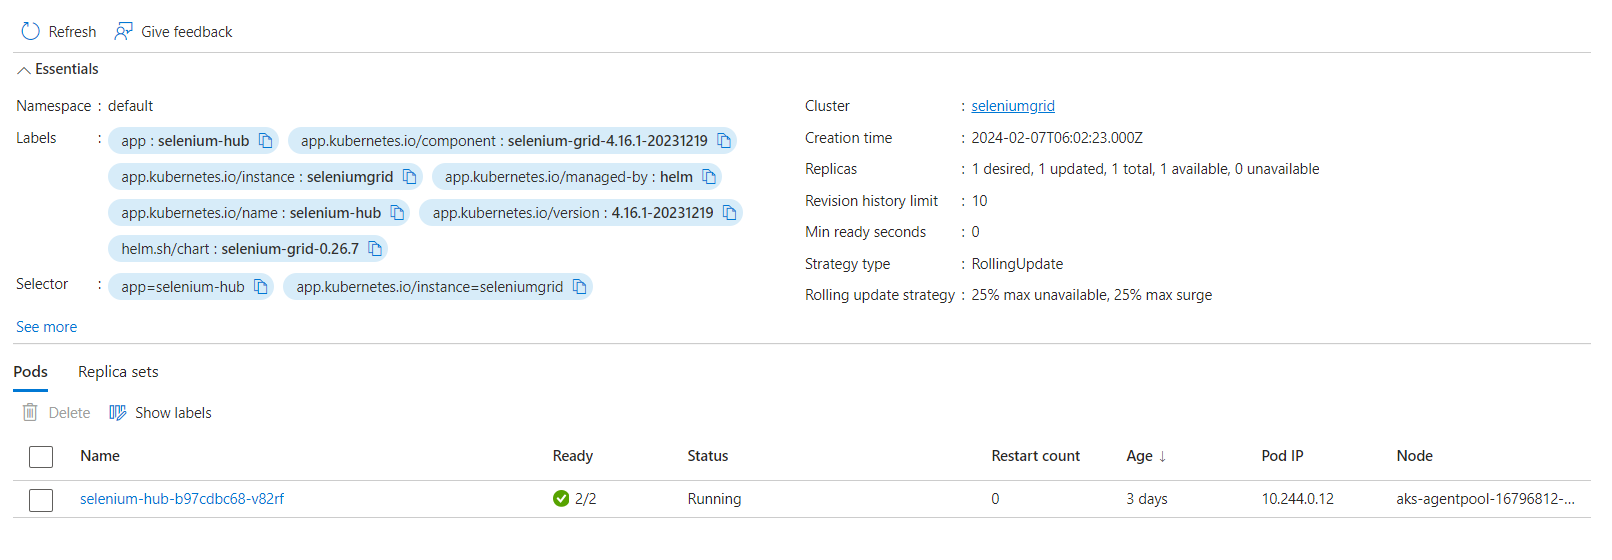 Refresh Give feedback
Essentials
Namespace : default
Labels : app : selenium-hub app.kubernetes.io/component : selenium-grid-4.16.1-20231219
app.kubernetes.io/instance : seleniumgrid app.kubernetes.io/managed-by : helm
app.kubernetes.io/name : selenium-hub app.kubernetes.io/version : 4.16.1-20231219
helm.sh/chart : selenium-grid-0.26.7
Selector : app=selenium-hub app.kubernetes.io/instance=seleniumgrid
See more
Cluster : seleniumgrid
Creation time : 2024-02-07T06:02:23.000Z
Replicas : 1 desired, 1 updated, 1 total, 1 available, 0 unavailable
Revision history limit : 10
Min ready seconds : 0
Strategy type : RollingUpdate
Rolling update strategy : 25% max unavailable, 25% max surge
Pods Replica sets
Delete Show labels
Name Ready Status Restart count Age ↓ Pod IP Node
selenium-hub-b97cdbc68-v82rf 2/2 Running 0 3 days 10.244.0.12 aks-agentpool-16796812-...